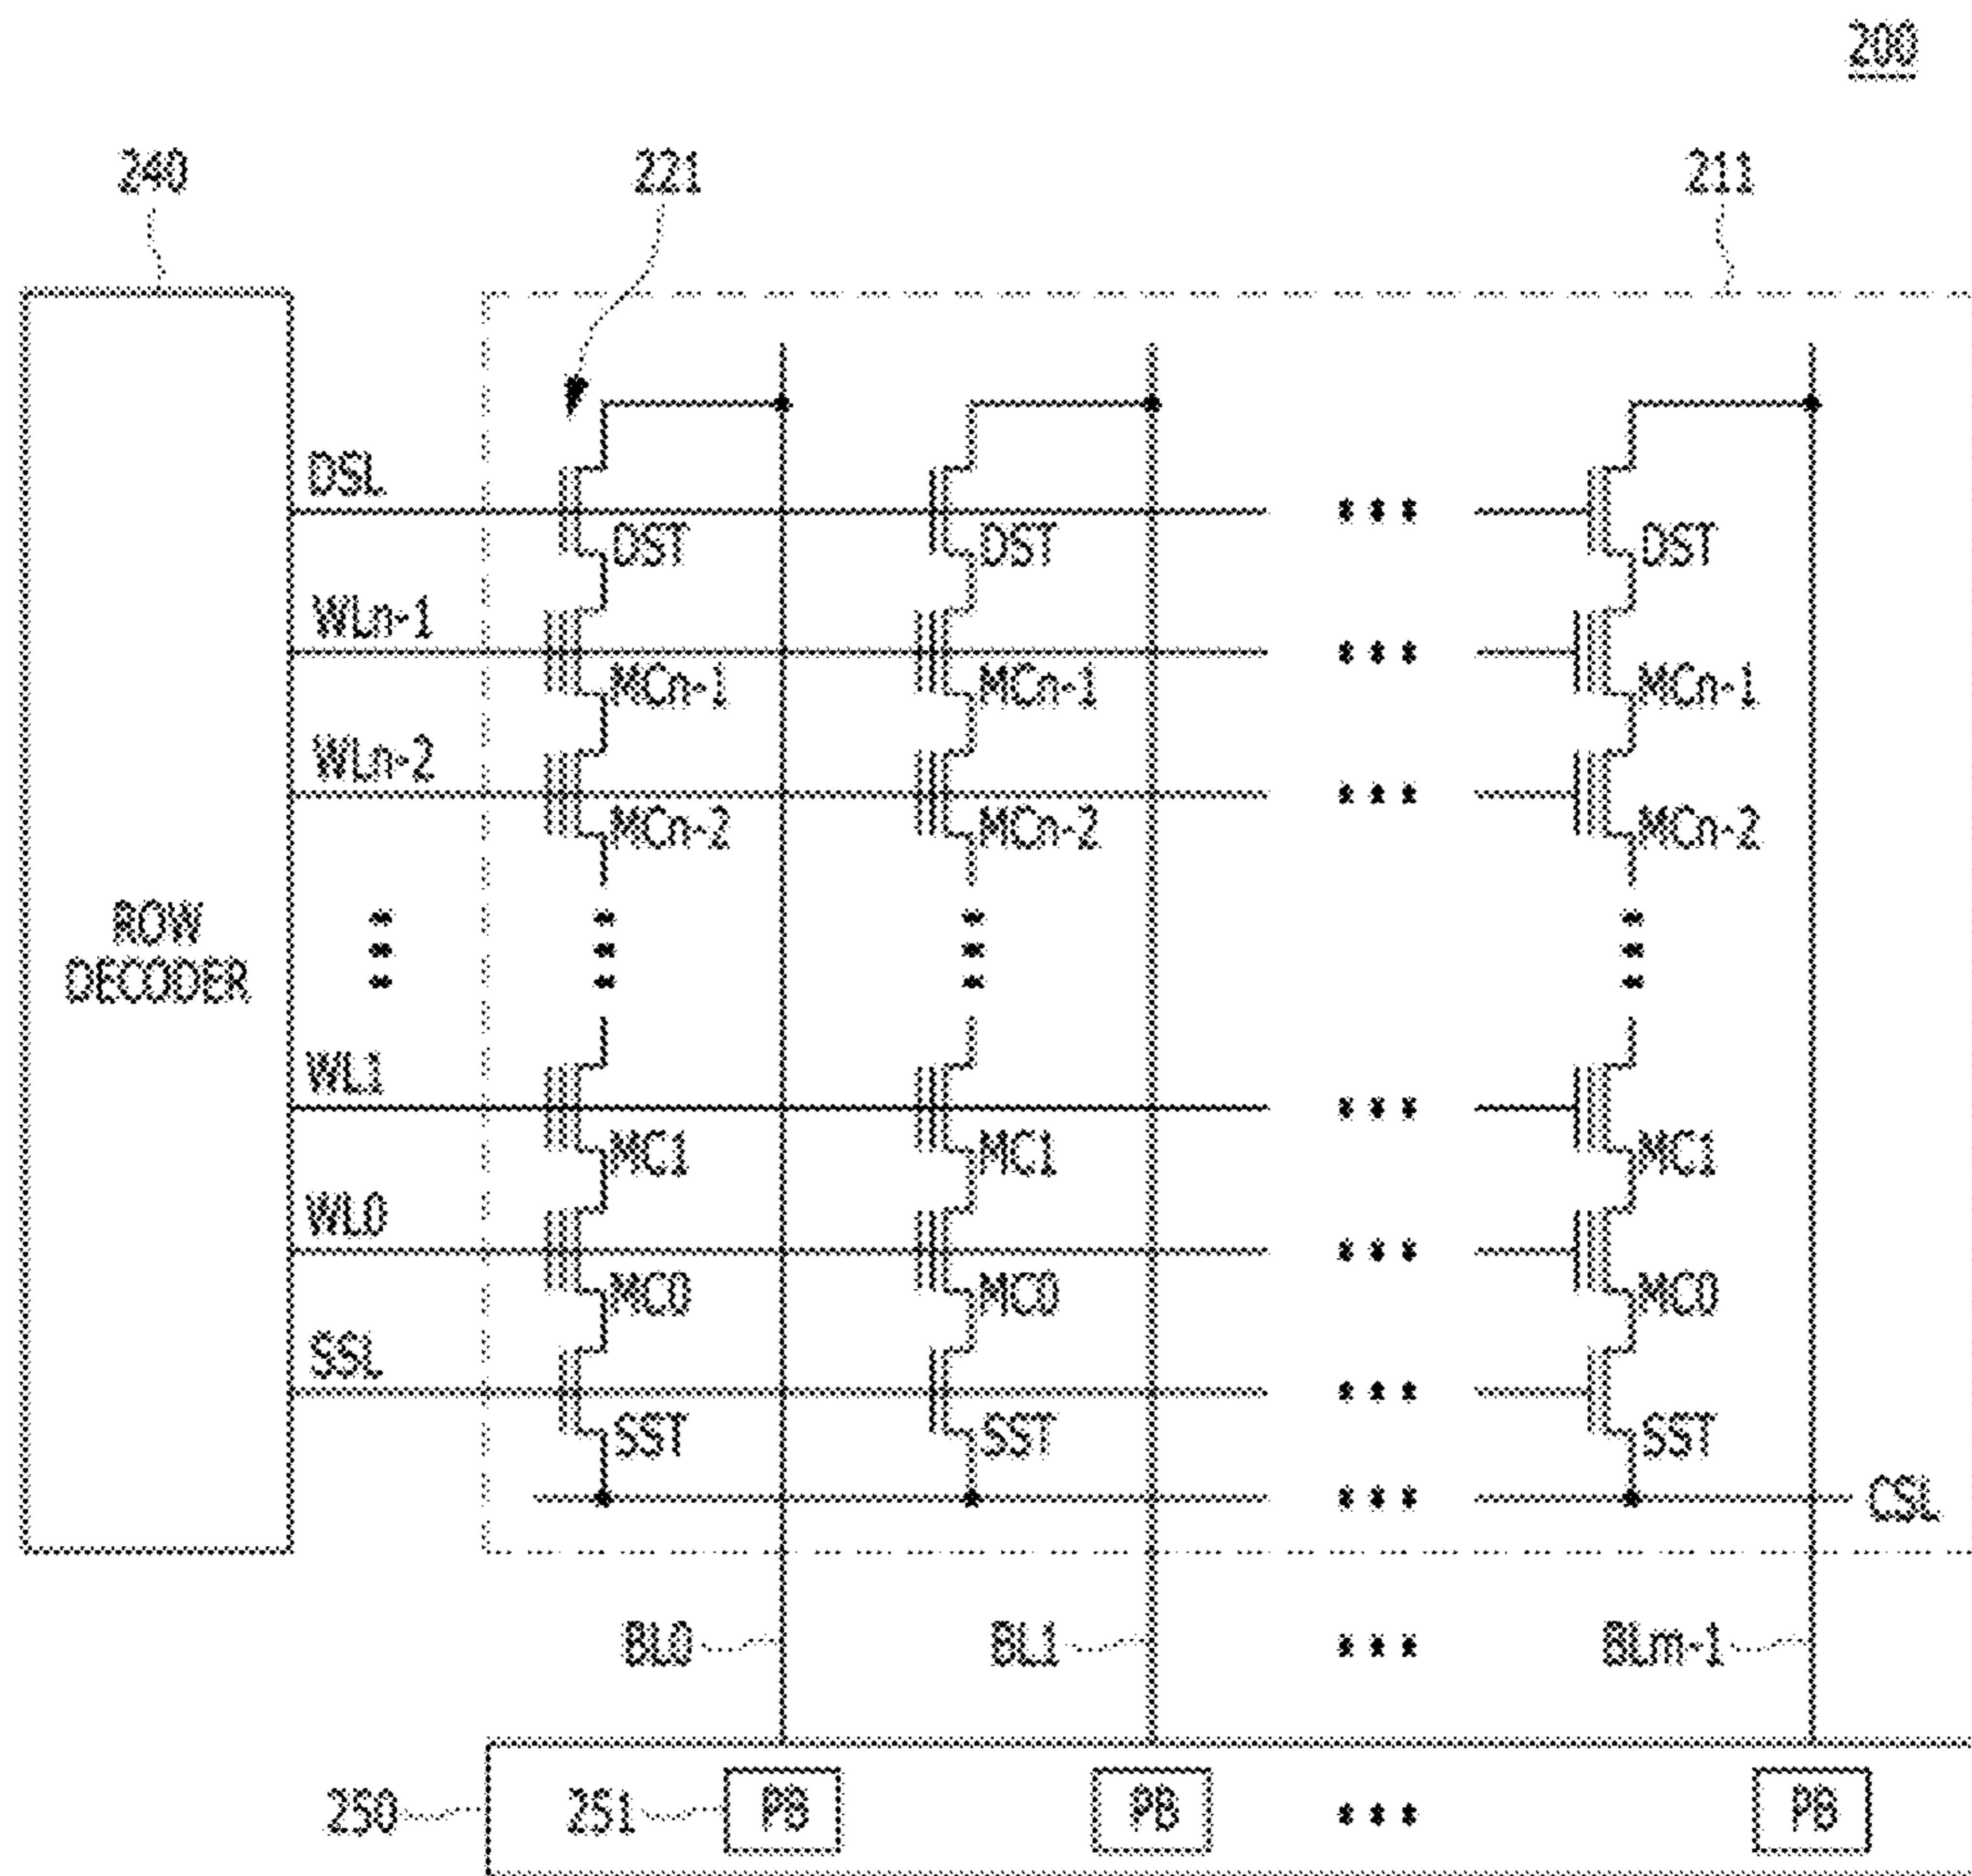 200
240 221 211
DSL
DST DST DST
WLn-1
MCn-1 MCn-1 MCn-1
WLn-2
MCn-2 MCn-2 MCn-2
ROW
DECODER
WL1
MC1 MC1 MC1
WL0
MC0 MC0 MC0
SSL
SST SST SST
CSL
BL0 BL1 BLm-1
250 251 PB PB PB